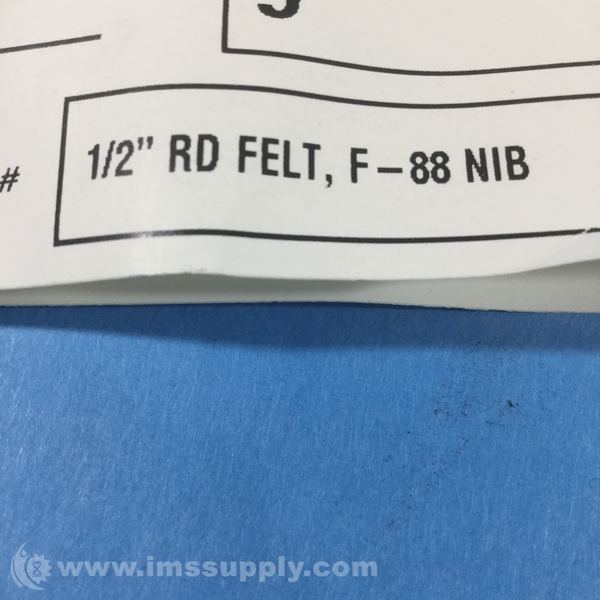 #
1/2” RD FELT, F-88 NIB
www.imssupply.com